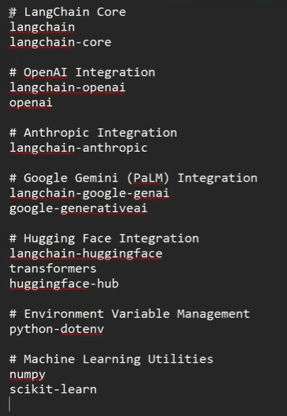 # LangChain Core
langchain
langchain-core
# OpenAI Integration
langchain-openai
openai
# Anthropic Integration
langchain-anthropic
# Google Gemini (PaLM) Integration
langchain-google-genai
google-generativeai
# Hugging Face Integration
langchain-huggingface
transformers
huggingface-hub
# Environment Variable Management
python-dotenv
# Machine Learning Utilities
numpy
scikit-learn